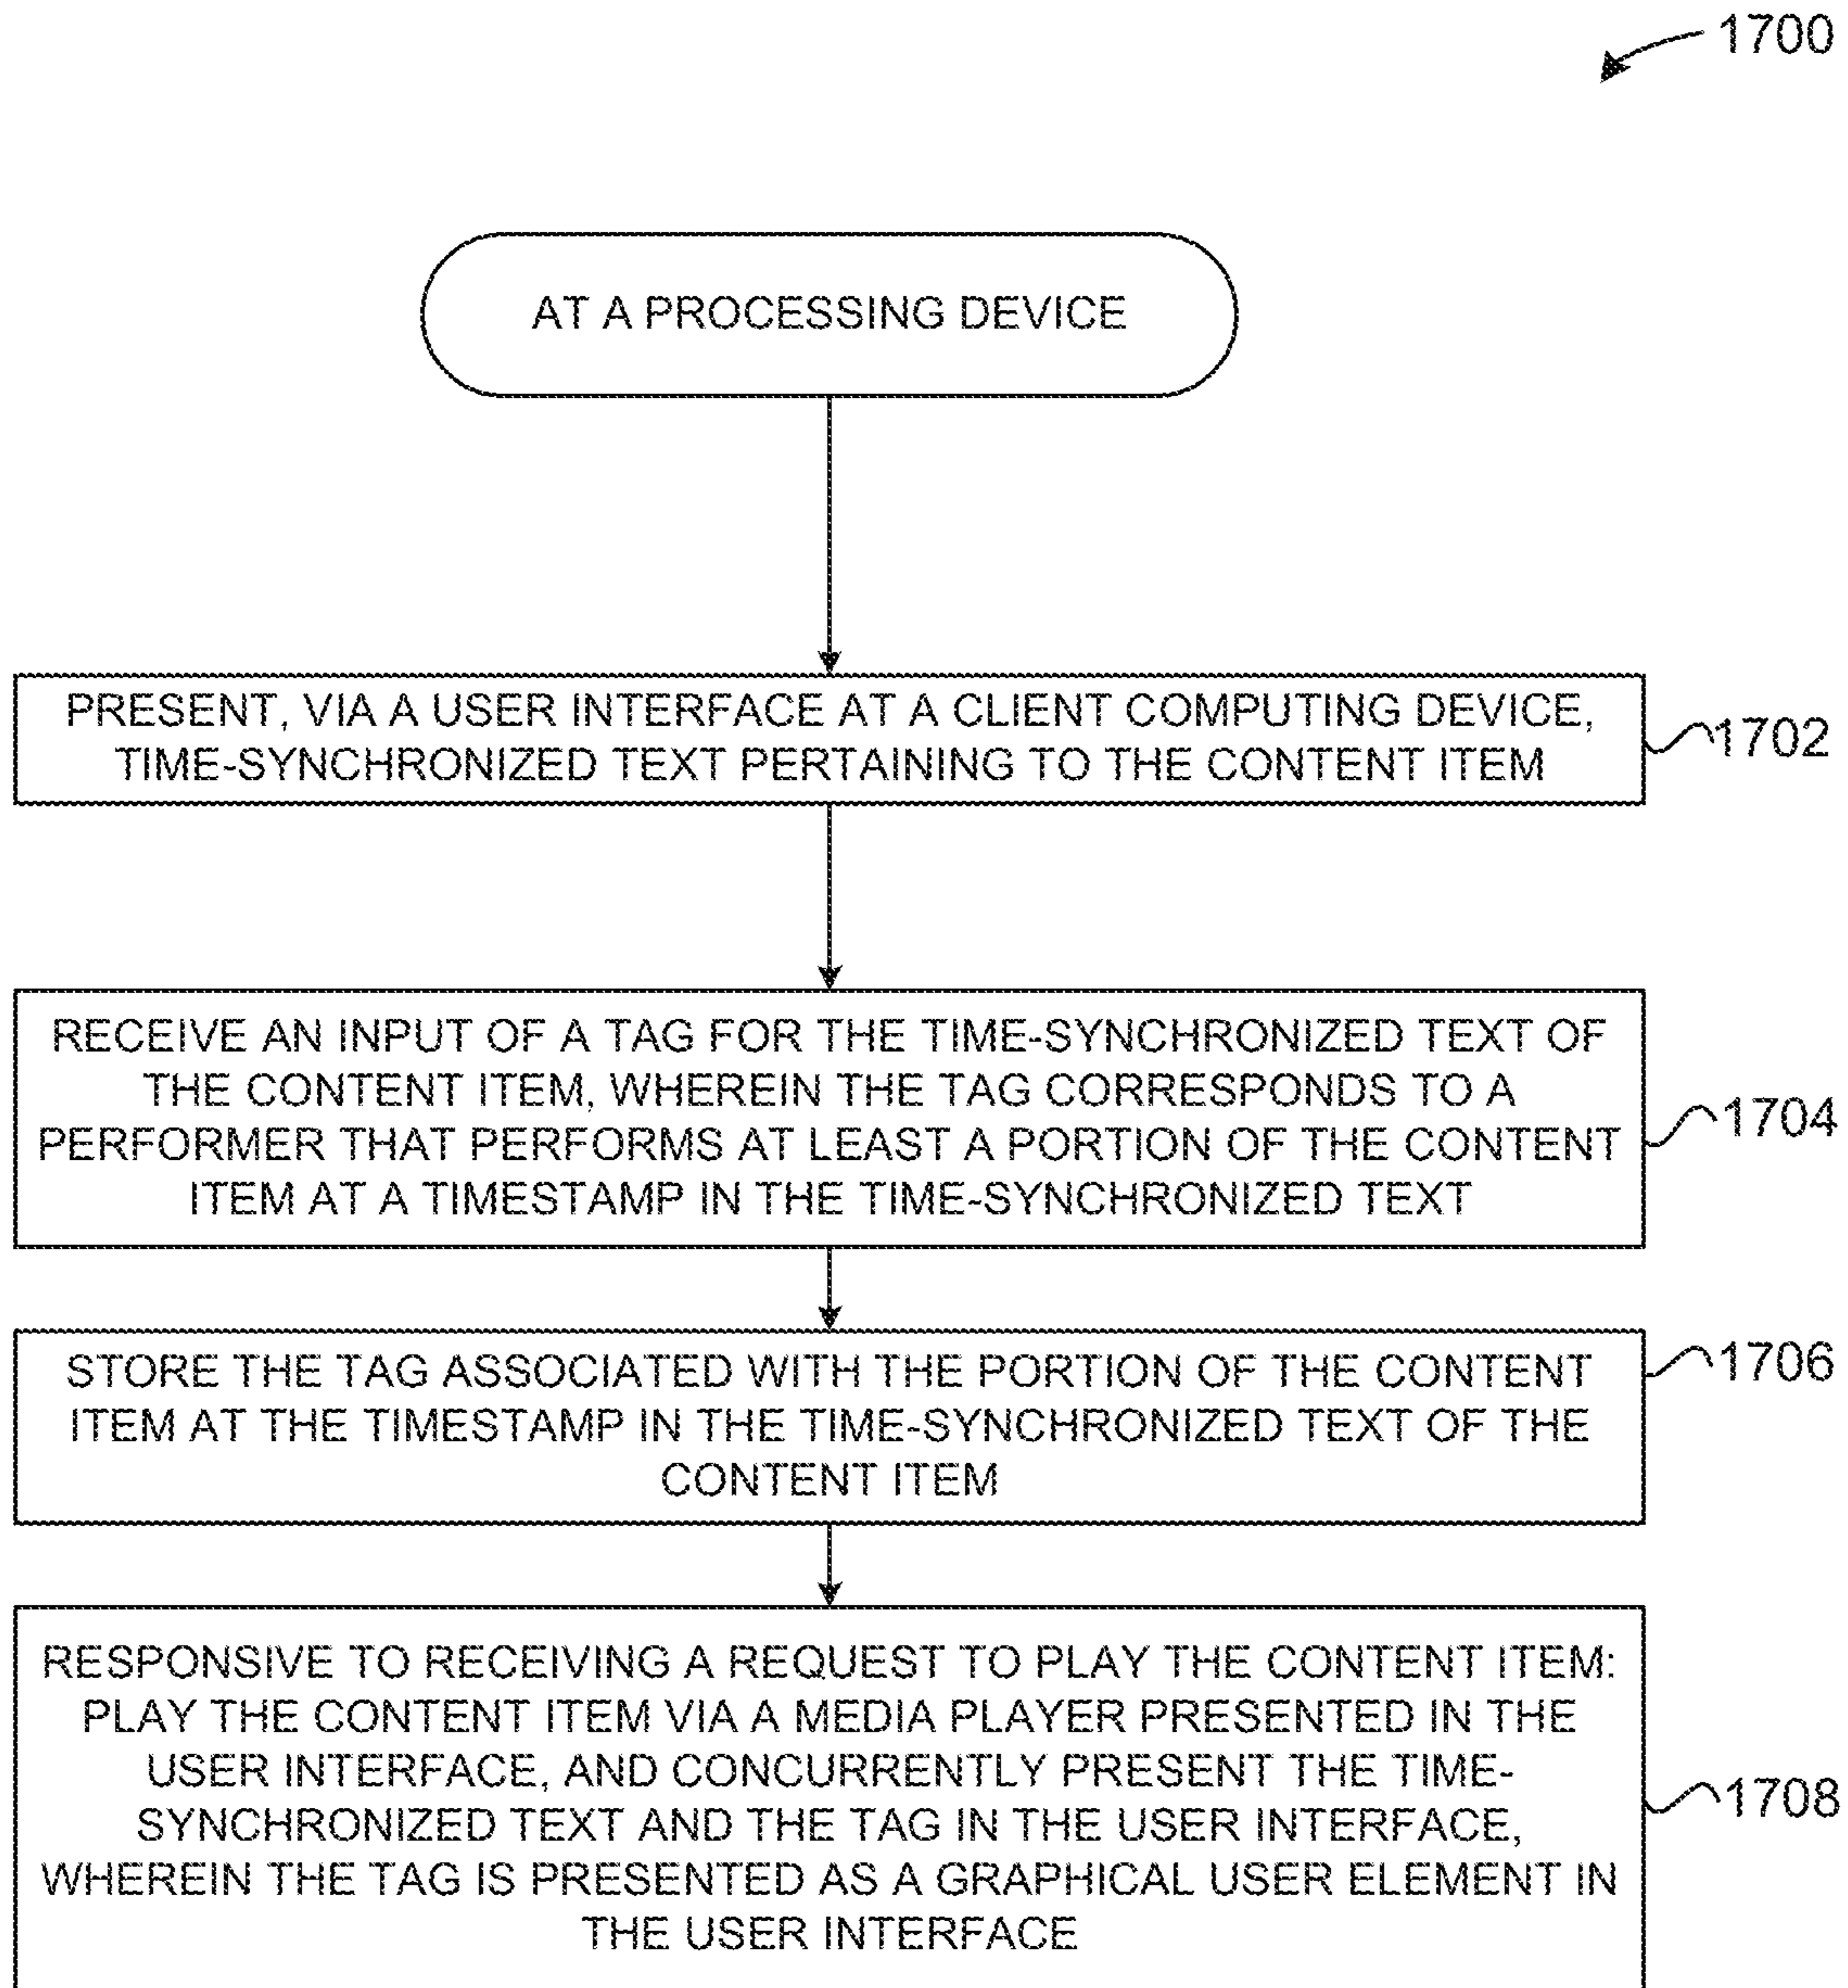 1700
AT A PROCESSING DEVICE
PRESENT, VIA A USER INTERFACE AT A CLIENT COMPUTING DEVICE,
TIME-SYNCHRONIZED TEXT PERTAINING TO THE CONTENT ITEM
1702
RECEIVE AN INPUT OF A TAG FOR THE TIME-SYNCHRONIZED TEXT OF
THE CONTENT ITEM, WHEREIN THE TAG CORRESPONDS TO A
PERFORMER THAT PERFORMS AT LEAST A PORTION OF THE CONTENT
ITEM AT A TIMESTAMP IN THE TIME-SYNCHRONIZED TEXT
1704
STORE THE TAG ASSOCIATED WITH THE PORTION OF THE CONTENT
ITEM AT THE TIMESTAMP IN THE TIME-SYNCHRONIZED TEXT OF THE
CONTENT ITEM
1706
RESPONSIVE TO RECEIVING A REQUEST TO PLAY THE CONTENT ITEM:
PLAY THE CONTENT ITEM VIA A MEDIA PLAYER PRESENTED IN THE
USER INTERFACE, AND CONCURRENTLY PRESENT THE TIME-
SYNCHRONIZED TEXT AND THE TAG IN THE USER INTERFACE,
WHEREIN THE TAG IS PRESENTED AS A GRAPHICAL USER ELEMENT IN
THE USER INTERFACE
1708